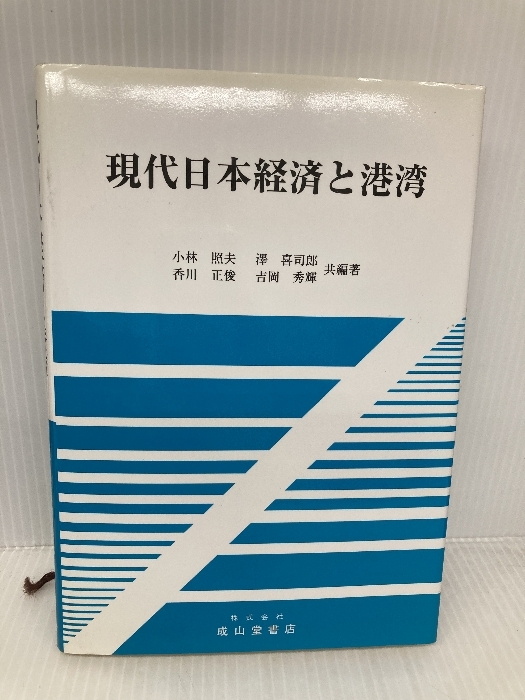 現代日本経済と港湾
小林 照夫 澤 喜司郎
香川 正俊 吉岡 秀輝 共編著
株式会社
成山堂書店